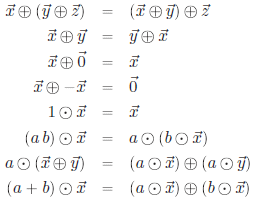 x⃗ ⊕ (y⃗ ⊕ z⃗) = (x⃗ ⊕ y⃗) ⊕ z⃗
x⃗ ⊕ y⃗ = y⃗ ⊕ x⃗
x⃗ ⊕ 0⃗ = x⃗
x⃗ ⊕ −x⃗ = 0⃗
1 ⊙ x⃗ = x⃗
(a b) ⊙ x⃗ = a ⊙ (b ⊙ x⃗)
a ⊙ (x⃗ ⊕ y⃗) = (a ⊙ x⃗) ⊕ (a ⊙ y⃗)
(a + b) ⊙ x⃗ = (a ⊙ x⃗) ⊕ (b ⊙ x⃗)